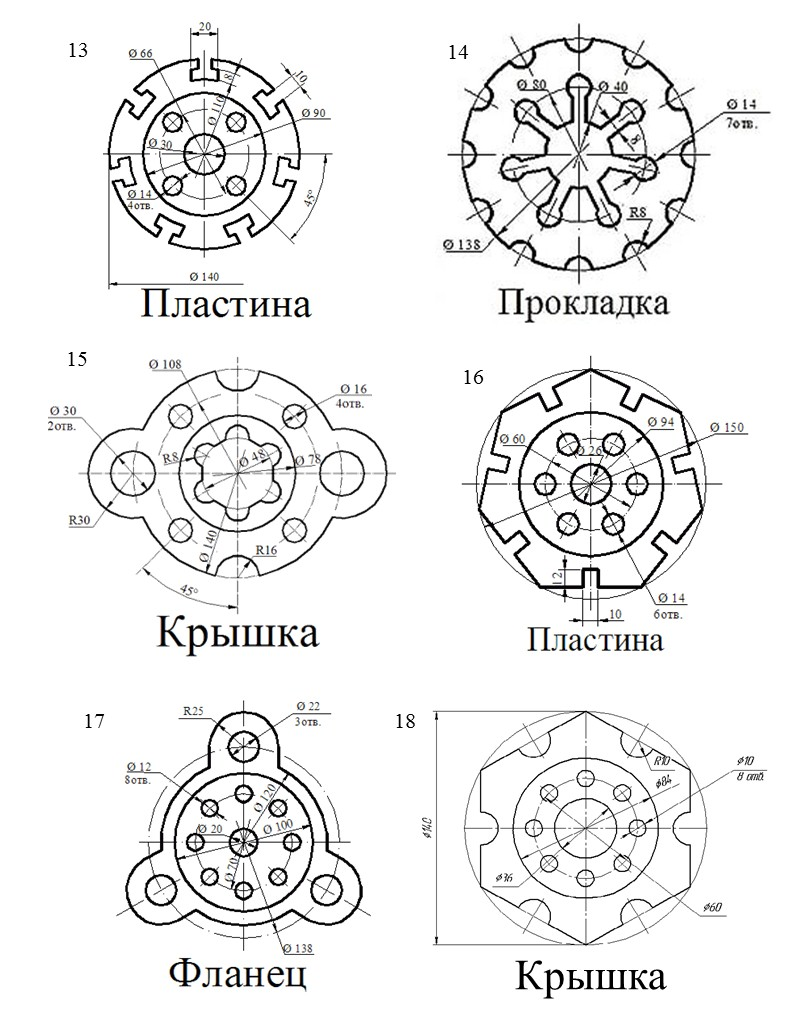 13
20
Ø 66
8
10
Ø 110
Ø 90
Ø 30
Ø 14
4отв.
45°
Ø 140
Пластина
14
Ø 80
Ø 40
Ø 14
7отв.
8
R8
Ø 138
Прокладка
15
Ø 108
Ø 16
4отв.
Ø 30
2отв.
R8
Ø 48
Ø 78
R30
Ø 140
R16
45°
Крышка
16
Ø 94
Ø 150
Ø 60
Ø 26
12
10
Ø 14
6отв.
Пластина
17
R25
Ø 22
3отв.
Ø 12
8отв.
Ø 120
Ø 20
Ø 100
Ø 70
Ø 138
Фланец
18
R10
Ø84
Ø10
8 отв.
Ø140
Ø36
Ø60
Крышка